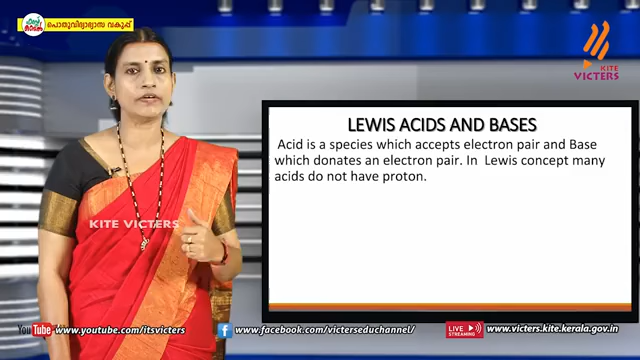 പൊതുവിദ്യാഭ്യാസ വകുപ്പ്
KITE
VICTERS
LEWIS ACIDS AND BASES
Acid is a species which accepts electron pair and Base
which donates an electron pair. In Lewis concept many
acids do not have proton.
KITE VICTERS
YouTube www.youtube.com/itsvicters
f www.facebook.com/victerseduchannel/
LIVE
STREAMING
www.victers.kite.kerala.gov.in